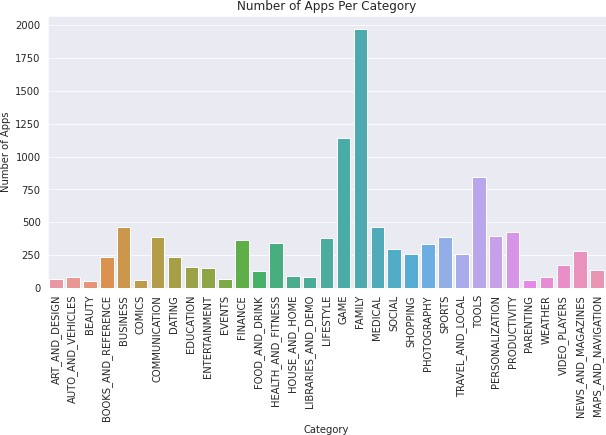 Number of Apps Per Category
Number of Apps
2000
1750
1500
1250
1000
750
500
250
0
ART_AND_DESIGN
AUTO_AND_VEHICLES
BEAUTY
BOOKS_AND_REFERENCE
BUSINESS
COMICS
COMMUNICATION
DATING
EDUCATION
ENTERTAINMENT
EVENTS
FINANCE
FOOD_AND_DRINK
HEALTH_AND_FITNESS
HOUSE_AND_HOME
LIBRARIES_AND_DEMO
LIFESTYLE
GAME
FAMILY
MEDICAL
SOCIAL
SHOPPING
PHOTOGRAPHY
SPORTS
TRAVEL_AND_LOCAL
TOOLS
PERSONALIZATION
PRODUCTIVITY
PARENTING
WEATHER
VIDEO_PLAYERS
NEWS_AND_MAGAZINES
MAPS_AND_NAVIGATION
Category